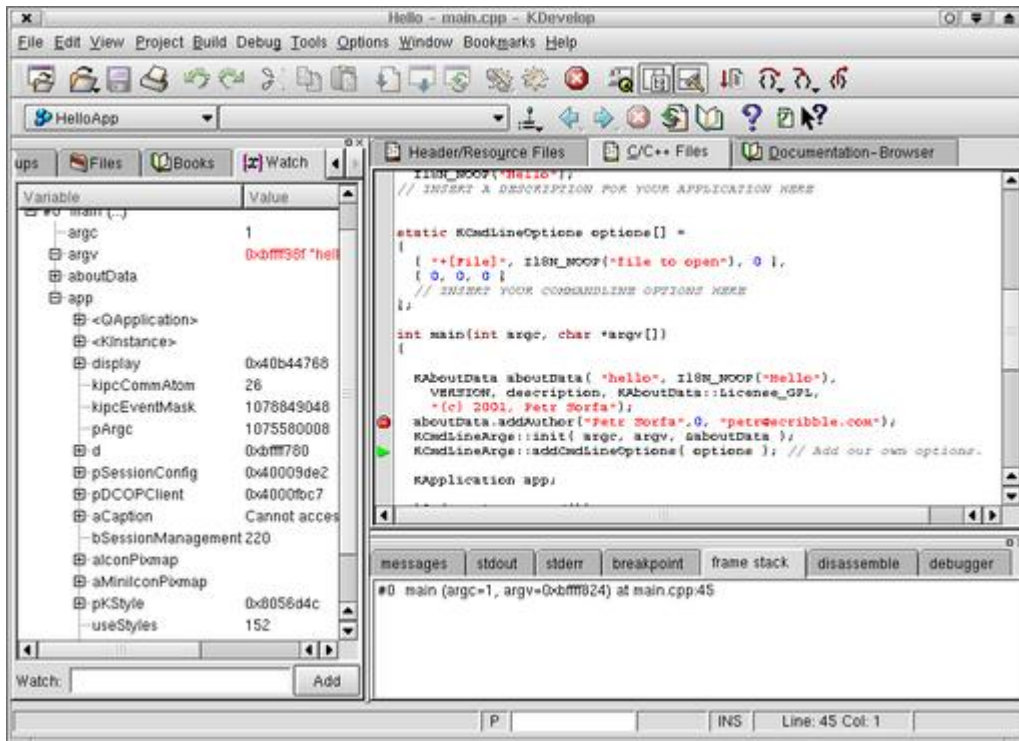 Hello - main.cpp - KDevelop
File Edit View Project Build Debug Tools Options Window Bookmarks Help
HelloApp
ups Files Books Watch
Variable Value
#0 main (...)
argc 1
argv 0xbffff98f "hell
aboutData
app
<QApplication>
<KInstance>
display 0x40b44768
kipcCommAtom 26
kipcEventMask 1078849048
pArgc 1075580008
d 0xbffff780
pSessionConfig 0x40009de2
pDCOPClient 0x4000fbc7
aCaption Cannot acces
bSessionManagement 220
aIconPixmap
aMiniIconPixmap
pKStyle 0x8056d4c
useStyles 152
Watch: Add
Header/Resource Files C/C++ Files Documentation-Browser
I18N_NOOP("Hello");
// INSERT A DESCRIPTION FOR YOUR APPLICATION HERE
static KCmdLineOptions options[] =
{
{ "+[File]", I18N_NOOP("file to open"), 0 },
{ 0, 0, 0 }
// INSERT YOUR COMMANDLINE OPTIONS HERE
};
int main(int argc, char *argv[])
{
KAboutData aboutData( "hello", I18N_NOOP("Hello"),
VERSION, description, KAboutData::License_GPL,
"(c) 2001, Petr Sorfa");
aboutData.addAuthor("Petr Sorfa",0, "petr@scribble.com");
KCmdLineArgs::init( argc, argv, &aboutData );
KCmdLineArgs::addCmdLineOptions( options ); // Add our own options.
KApplication app;
messages stdout stderr breakpoint frame stack disassemble debugger
#0 main (argc=1, argv=0xbffff824) at main.cpp:45
P INS Line: 45 Col: 1